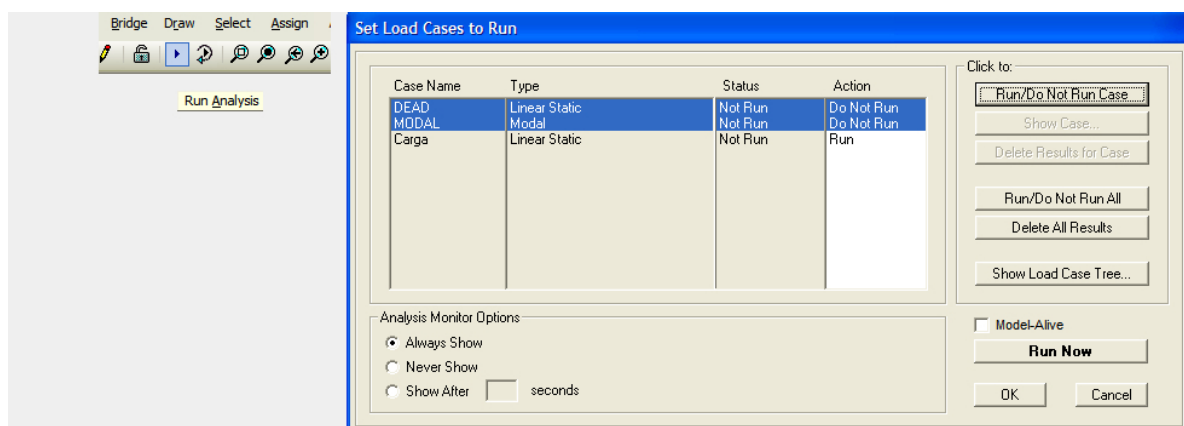 Bridge Draw Select Assign
Run Analysis
Set Load Cases to Run
Case Name Type Status Action
DEAD Linear Static Not Run Do Not Run
MODAL Modal Not Run Do Not Run
Carga Linear Static Not Run Run
Click to:
Run/Do Not Run Case
Show Case...
Delete Results for Case
Run/Do Not Run All
Delete All Results
Show Load Case Tree...
Analysis Monitor Options
Always Show
Never Show
Show After seconds
Model-Alive
Run Now
OK Cancel